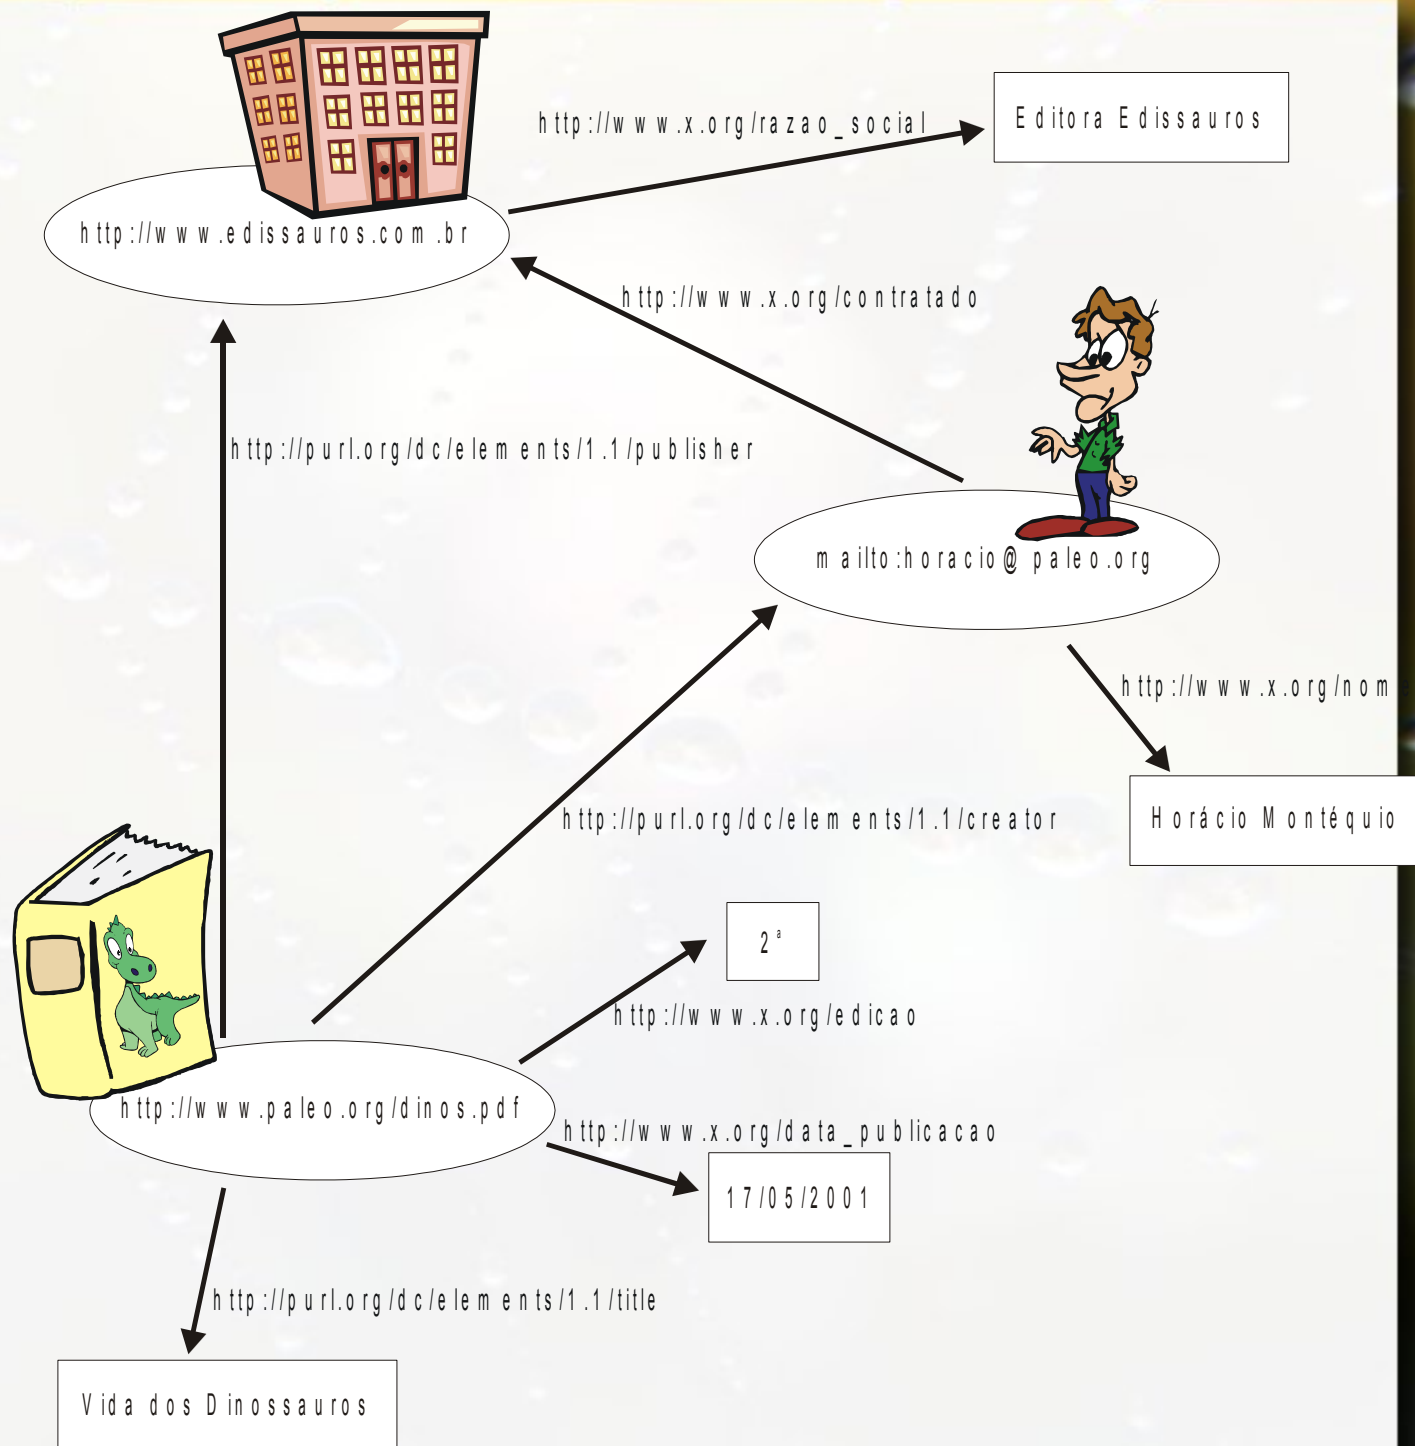 http://www.x.org/razao_social
Editora Edissauros
http://www.edissauros.com.br
http://www.x.org/contratado
http://purl.org/dc/elements/1.1/publisher
mailto:horacio@paleo.org
http://www.x.org/nome
http://purl.org/dc/elements/1.1/creator
Horácio Montéquio
2ª
http://www.x.org/edicao
http://www.paleo.org/dinos.pdf
http://www.x.org/data_publicacao
17/05/2001
http://purl.org/dc/elements/1.1/title
Vida dos Dinossauros